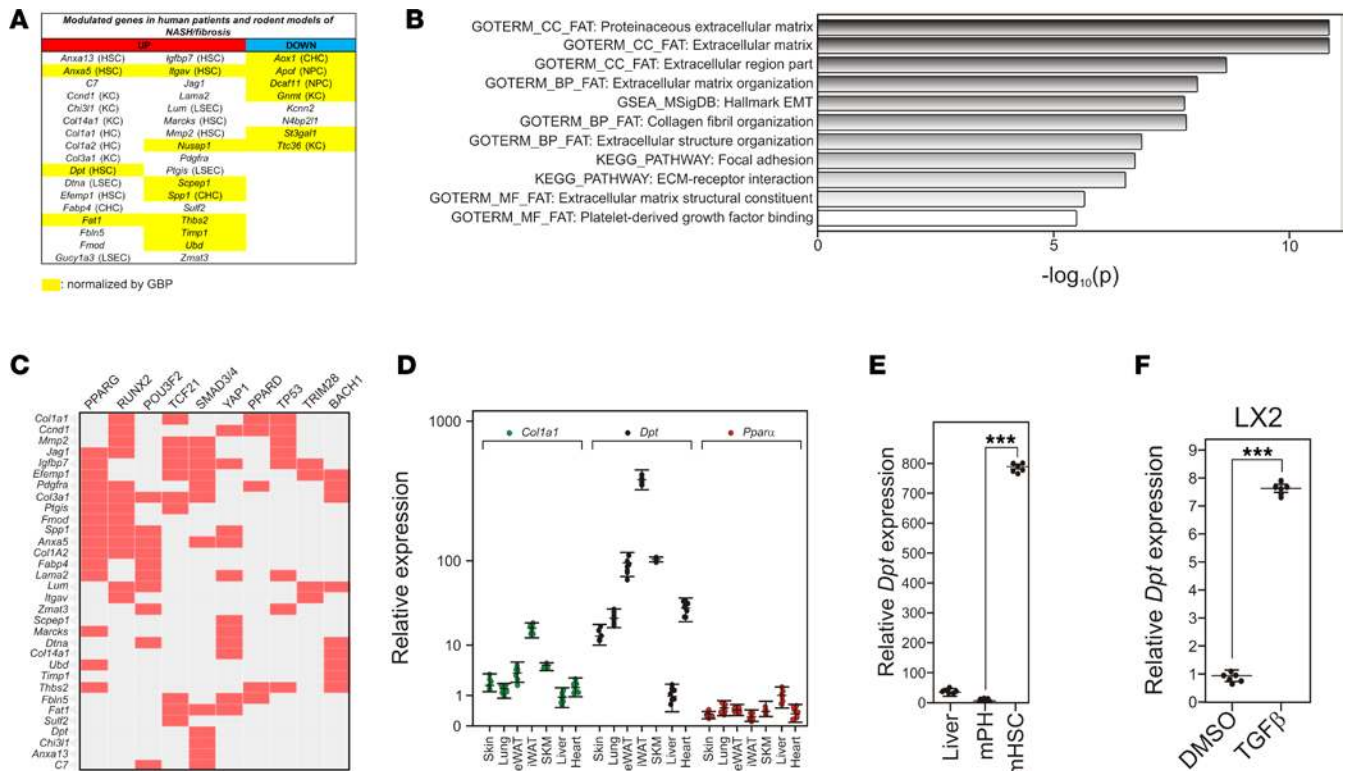 A
Modulated genes in human patients and rodent models of
NASH/fibrosis
UP DOWN
Anxa13 (HSC) Igfbp7 (HSC) Aox1 (CHC)
Anxa5 (HSC) Itgav (HSC) Apof (NPC)
C7 Jag1 Dcaf11 (NPC)
Ccnd1 (KC) Lama2 Gnmt (KC)
Chi3l1 (KC) Lum (LSEC) Kcnn2
Col14a1 (KC) Marcks (HSC) N4bp2l1
Col1a1 (HC) Mmp2 (HSC) St3gal1
Col1a2 (HC) Nusap1 Ttc36 (KC)
Col3a1 (KC) Pdgfra
Dpt (HSC) Ptgis (LSEC)
Dtna (LSEC) Scpep1
Efemp1 (HSC) Spp1 (CHC)
Fabp4 (CHC) Sulf2
Fat1 Thbs2
Fbln5 Timp1
Fmod Ubd
Gucy1a3 (LSEC) Zmat3
: normalized by GBP
B
GOTERM_CC_FAT: Proteinaceous extracellular matrix
GOTERM_CC_FAT: Extracellular matrix
GOTERM_CC_FAT: Extracellular region part
GOTERM_BP_FAT: Extracellular matrix organization
GSEA_MSigDB: Hallmark EMT
GOTERM_BP_FAT: Collagen fibril organization
GOTERM_BP_FAT: Extracellular structure organization
KEGG_PATHWAY: Focal adhesion
KEGG_PATHWAY: ECM-receptor interaction
GOTERM_MF_FAT: Extracellular matrix structural constituent
GOTERM_MF_FAT: Platelet-derived growth factor binding
0 5 10
-log10(p)
C
PPARG RUNX2 POU3F2 TCF21 SMAD3/4 YAP1 PPARD TP53 TRIM28 BACH1
Col1a1
Ccnd1
Mmp2
Jag1
Igfbp7
Efemp1
Pdgfra
Col3a1
Ptgis
Fmod
Spp1
Anxa5
Col1A2
Fabp4
Lama2
Lum
Itgav
Zmat3
Scpep1
Marcks
Dtna
Col14a1
Ubd
Timp1
Thbs2
Fbln5
Fat1
Sulf2
Dpt
Chi3l1
Anxa13
C7
D
Relative expression
1000
100
10
1
0
Col1a1 Dpt Pparα
Skin Lung eWAT iWAT SKM Liver Heart Skin Lung eWAT iWAT SKM Liver Heart Skin Lung eWAT iWAT SKM Liver Heart
E
Relative Dpt expression
800
700
600
500
400
300
200
100
0
***
Liver mPH mHSC
F
LX2
Relative Dpt expression
9
8
7
6
5
4
3
2
1
0
***
DMSO TGFβ